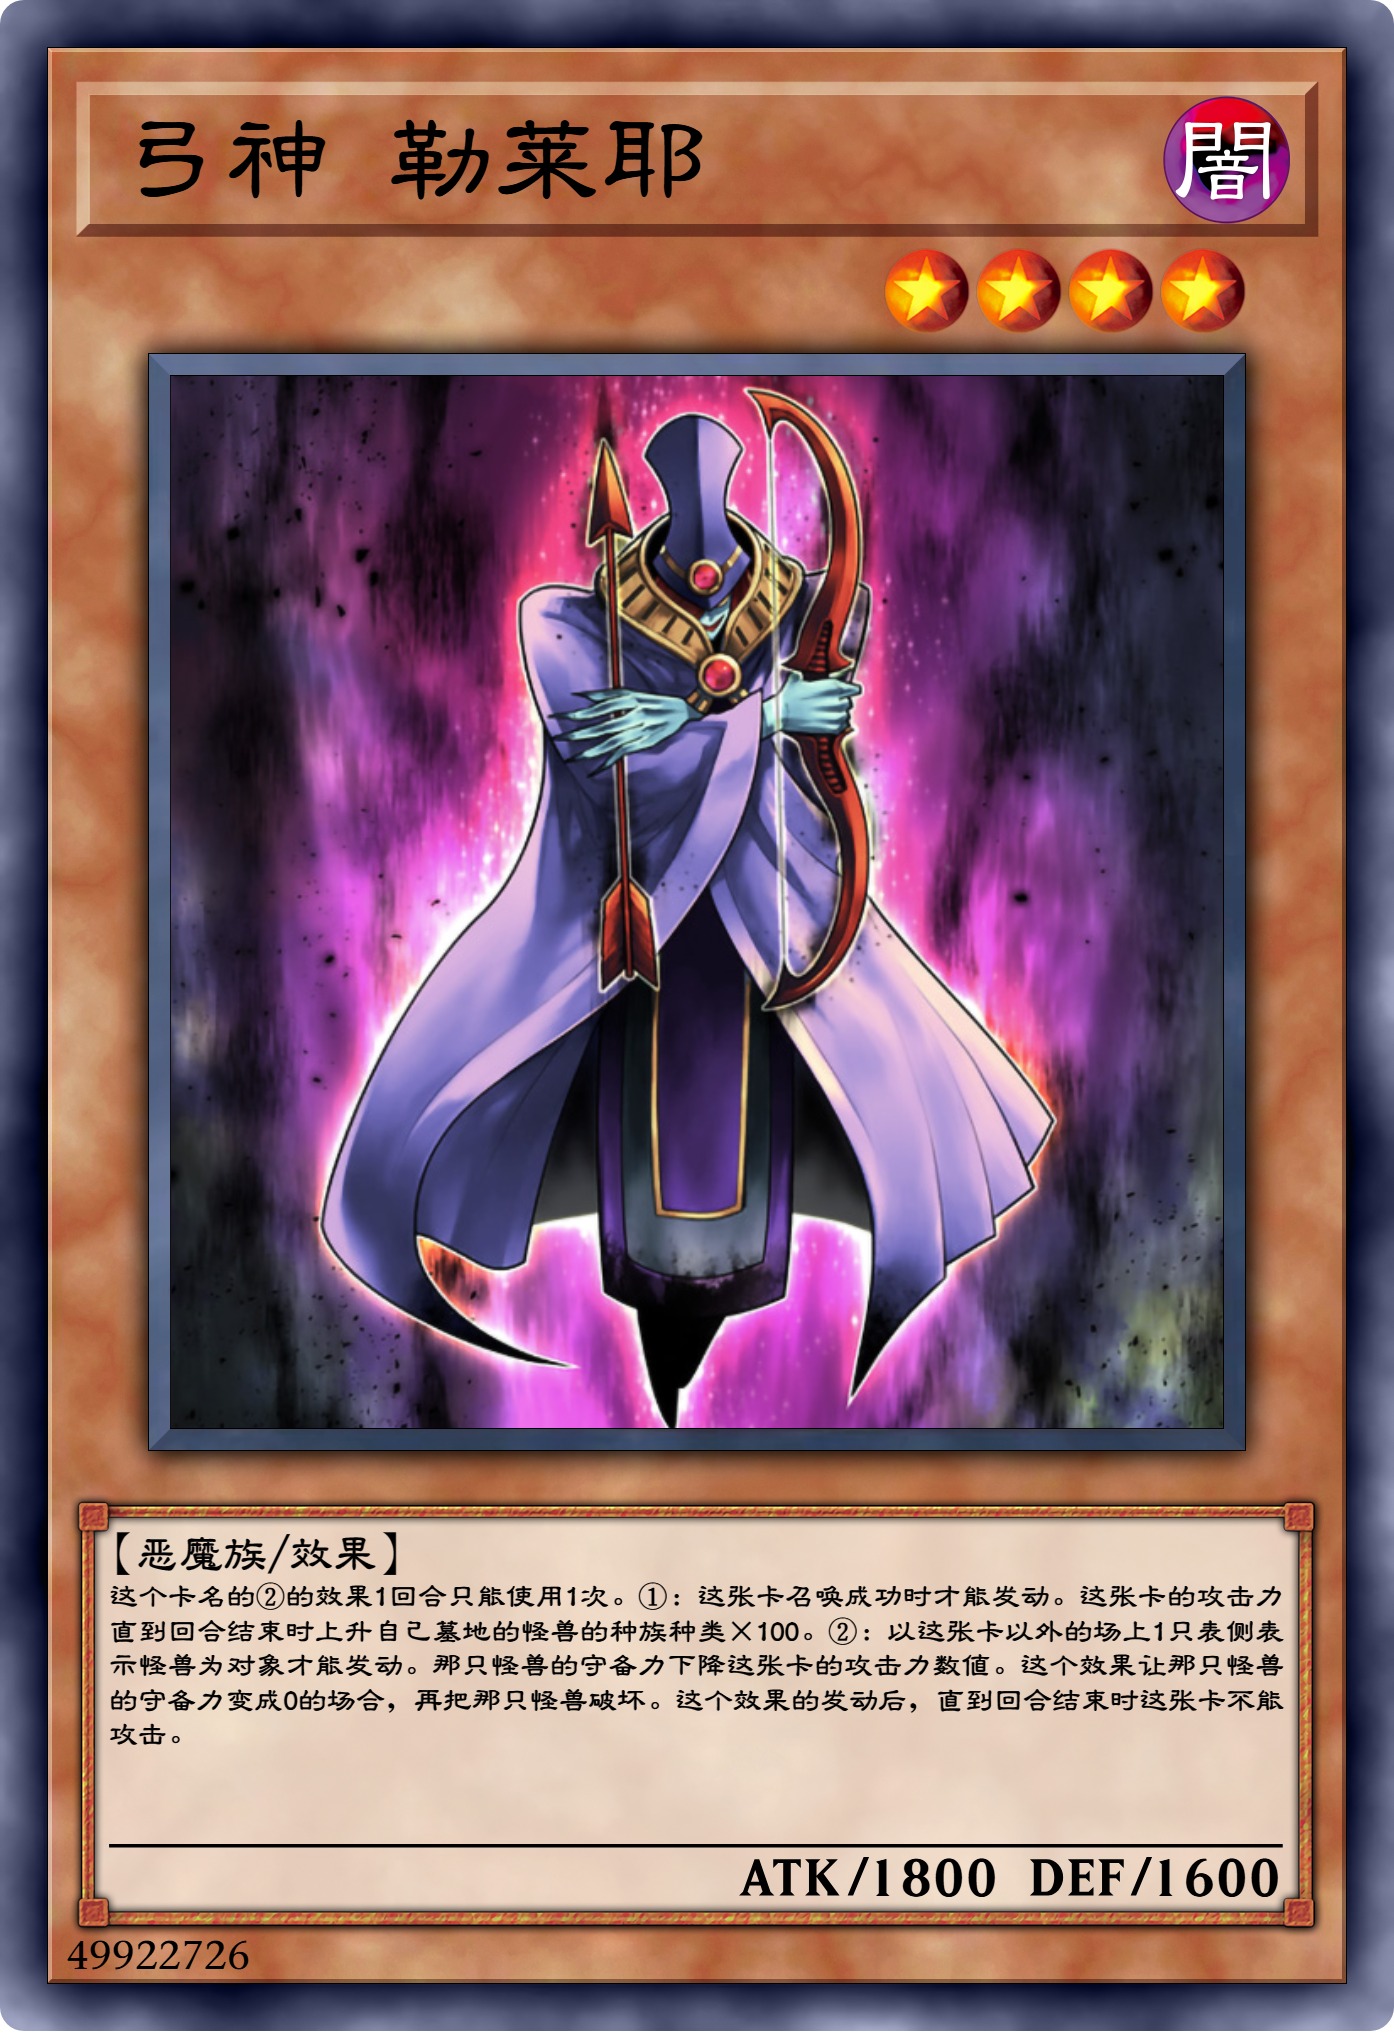 弓神 勒莱耶
闇
【恶魔族/效果】
这个卡名的②的效果1回合只能使用1次。①：这张卡召唤成功时才能发动。这张卡的攻击力
直到回合结束时上升自己墓地的怪兽的种族种类×100。②：以这张卡以外的场上1只表侧表
示怪兽为对象才能发动。那只怪兽的守备力下降这张卡的攻击力数值。这个效果让那只怪兽
的守备力变成0的场合，再把那只怪兽破坏。这个效果的发动后，直到回合结束时这张卡不能
攻击。
ATK/1800 DEF/1600
49922726